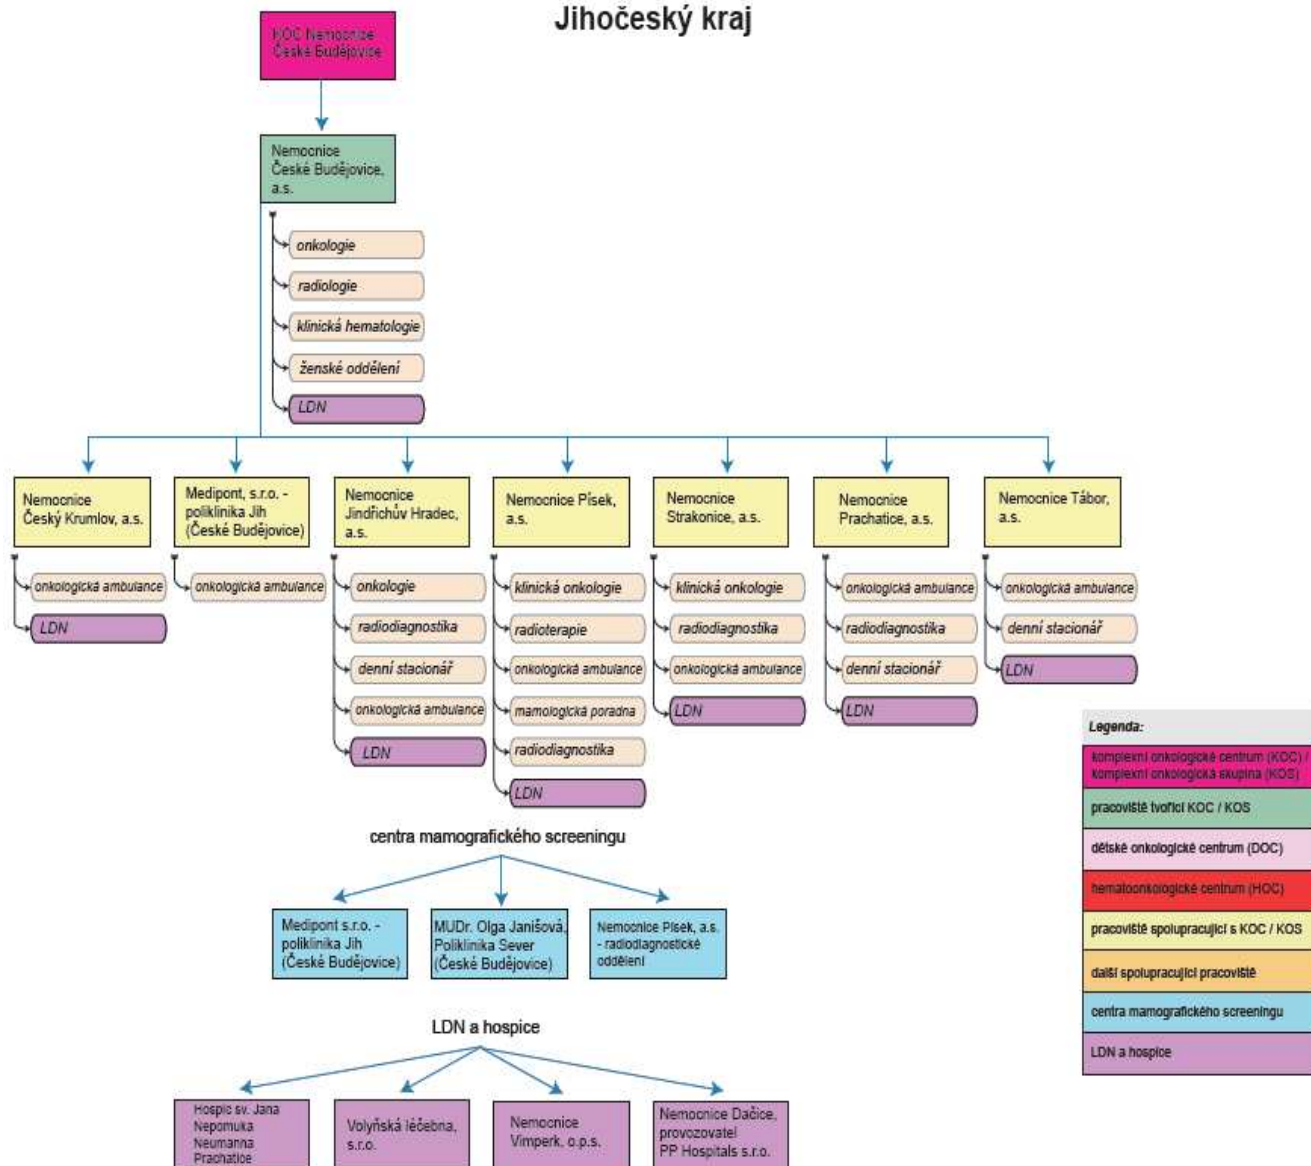 Jihočeský kraj
KOC Nemocnice
České Budějovice
Nemocnice
České Budějovice,
a.s.
onkologie
radiologie
klinická hematologie
ženské oddělení
LDN
Nemocnice
Český Krumlov, a.s.
onkologická ambulance
LDN
Medipont, s.r.o. -
poliklinika Jih
(České Budějovice)
onkologická ambulance
Nemocnice
Jindřichův Hradec,
a.s.
onkologie
radiodiagnostika
denní stacionář
onkologická ambulance
LDN
Nemocnice Písek,
a.s.
klinická onkologie
radioterapie
onkologická ambulance
mamologická poradna
radiodiagnostika
LDN
Nemocnice
Strakonice, a.s.
klinická onkologie
radiodiagnostika
onkologická ambulance
LDN
Nemocnice
Prachatice, a.s.
onkologická ambulance
radiodiagnostika
denní stacionář
LDN
Nemocnice Tábor,
a.s.
onkologická ambulance
denní stacionář
LDN
centra mamografického screeningu
Medipont s.r.o. -
poliklinika Jih
(České Budějovice)
MUDr. Olga Janišová,
Poliklinika Sever
(České Budějovice)
Nemocnice Písek, a.s.
- radiodiagnostické
oddělení
LDN a hospice
Hospic sv. Jana
Nepomuka
Neumanna
Prachatice
Volyňská léčebna,
s.r.o.
Nemocnice
Vimperk, o.p.s.
Nemocnice Dačice,
provozovatel
PP Hospitals s.r.o.
Legenda:
komplexní onkologické centrum (KOC) /
komplexní onkologická skupina (KOS)
pracoviště tvořící KOC / KOS
dětské onkologické centrum (DOC)
hematoonkologické centrum (HOC)
pracoviště spolupracující s KOC / KOS
další spolupracující pracoviště
centra mamografického screeningu
LDN a hospice